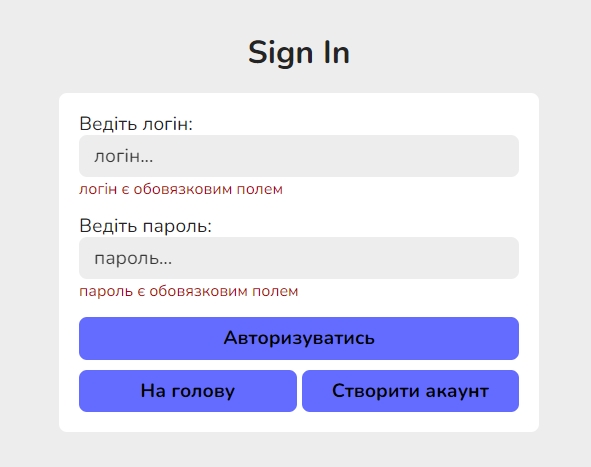 Sign In
Ведіть логін:
логін...
логін є обовязковим полем
Ведіть пароль:
пароль...
пароль є обовязковим полем
Авторизуватись
На голову
Створити акаунт